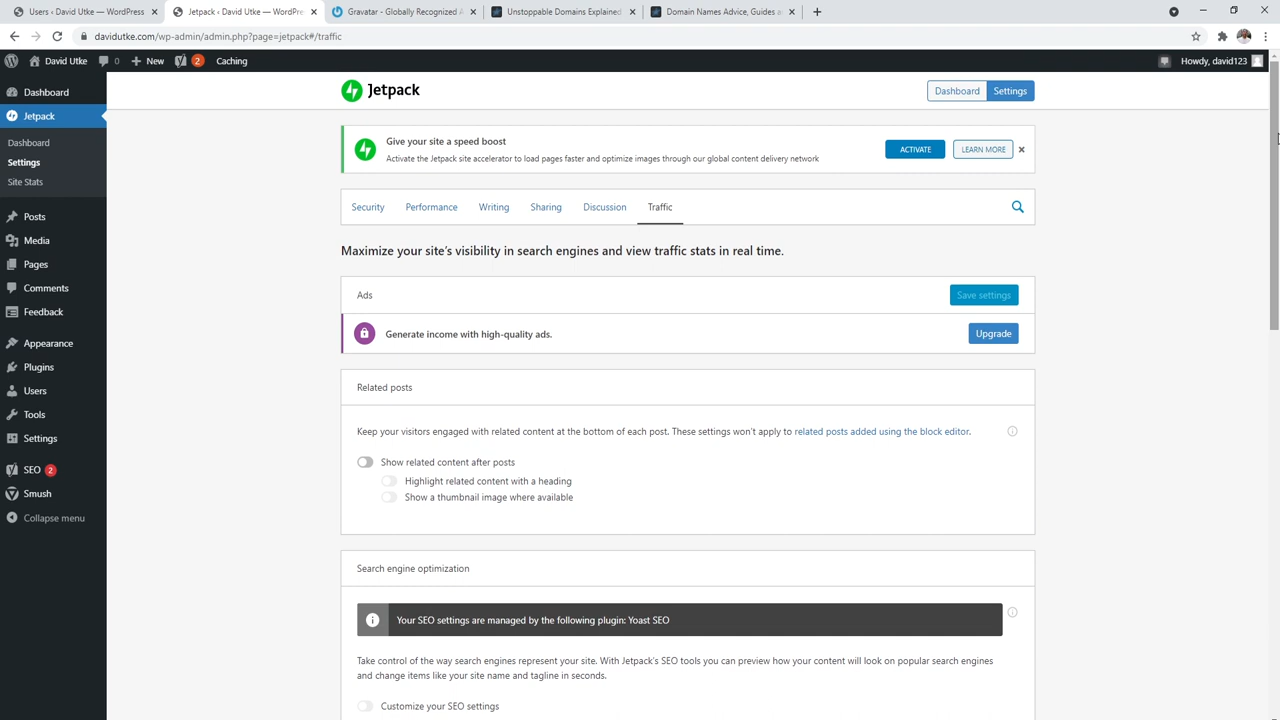 Users ‹ David Utke — WordPress
Jetpack ‹ David Utke — WordPre
Gravatar - Globally Recognized A
Unstoppable Domains Explained
Domain Names Advice, Guides a
davidutke.com/wp-admin/admin.php?page=jetpack#/traffic
David Utke
0
New
2
Caching
Howdy, david123
Dashboard
Jetpack
Dashboard
Settings
Site Stats
Posts
Media
Pages
Comments
Feedback
Appearance
Plugins
Users
Tools
Settings
SEO 2
Smush
Collapse menu
Jetpack
Dashboard
Settings
Give your site a speed boost
Activate the Jetpack site accelerator to load pages faster and optimize images through our global content delivery network
ACTIVATE
LEARN MORE
Security
Performance
Writing
Sharing
Discussion
Traffic
Maximize your site's visibility in search engines and view traffic stats in real time.
Ads
Save settings
Generate income with high-quality ads.
Upgrade
Related posts
Keep your visitors engaged with related content at the bottom of each post. These settings won't apply to related posts added using the block editor.
Show related content after posts
Highlight related content with a heading
Show a thumbnail image where available
Search engine optimization
Your SEO settings are managed by the following plugin: Yoast SEO
Take control of the way search engines represent your site. With Jetpack's SEO tools you can preview how your content will look on popular search engines
and change items like your site name and tagline in seconds.
Customize your SEO settings